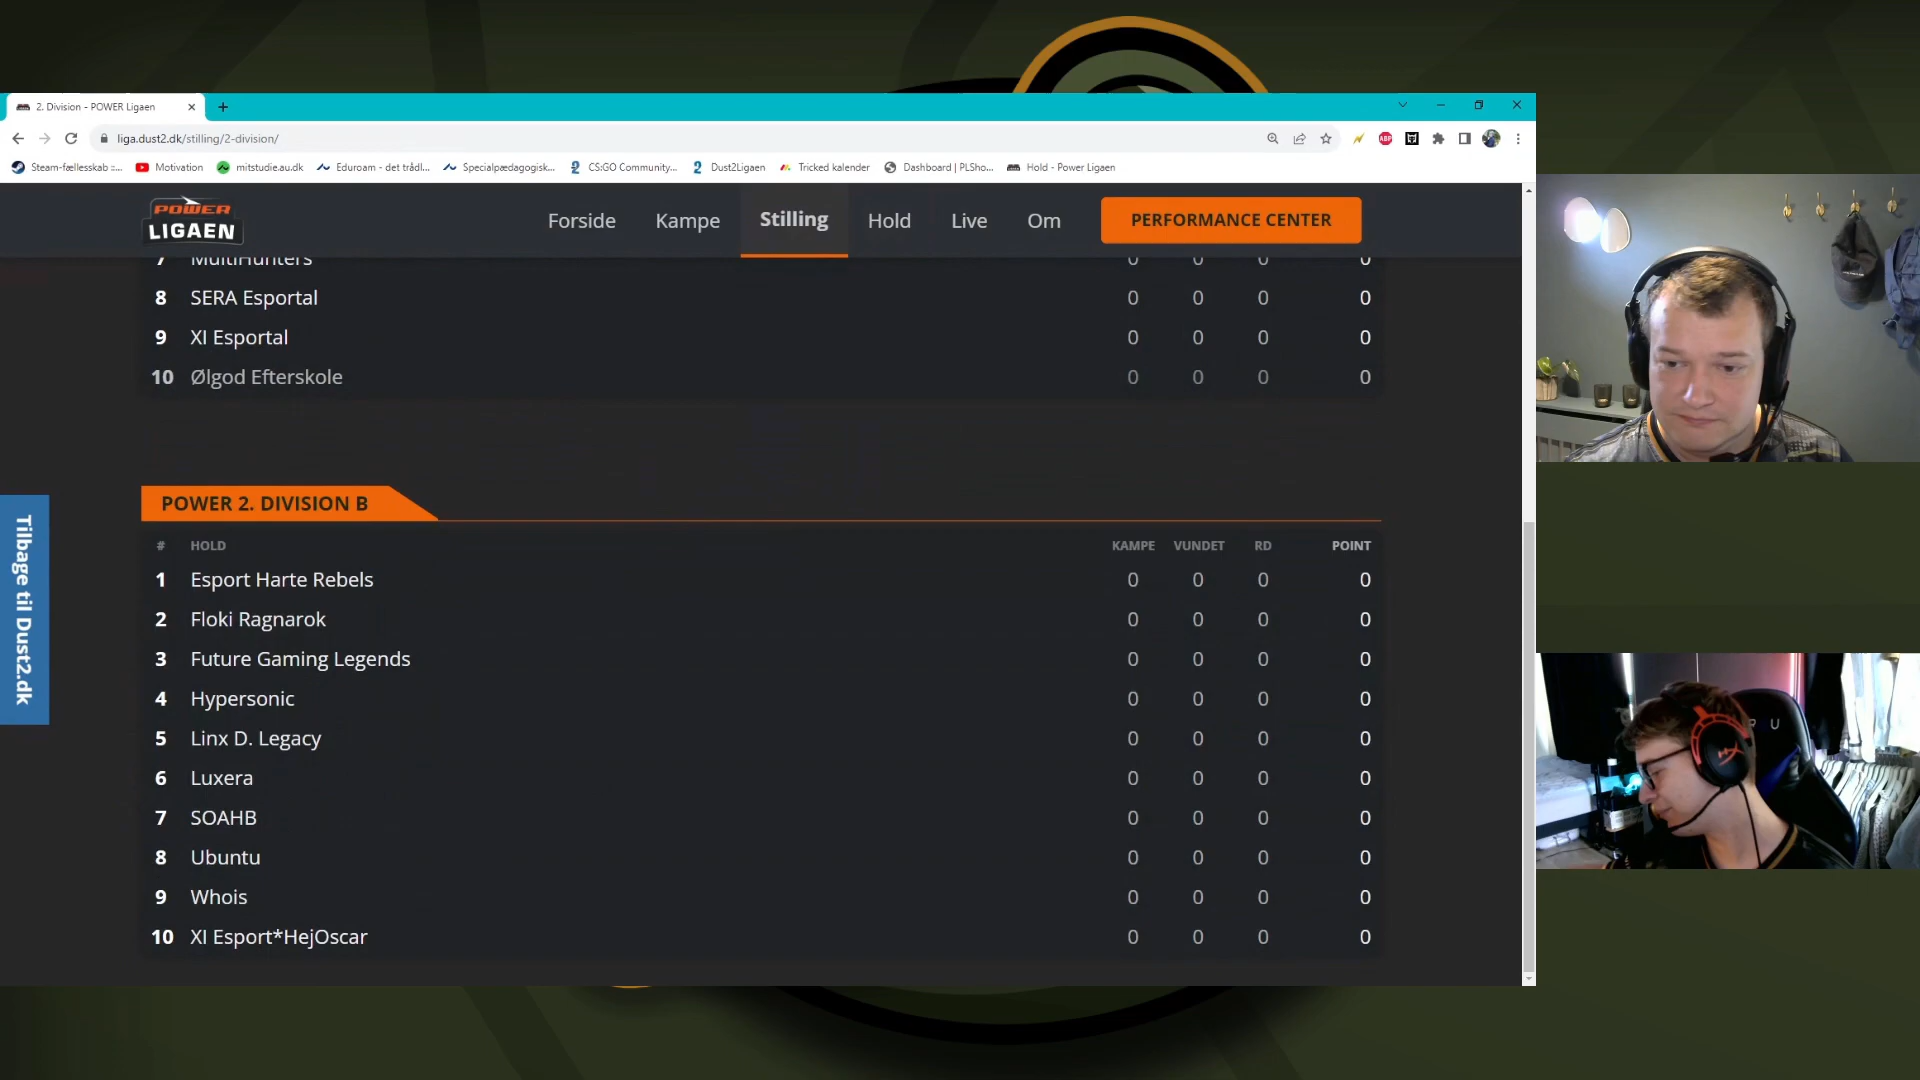 2. Division - POWER Ligaen
liga.dust2.dk/stilling/2-division/
Steam-fællesskab :... Motivation mitstudie.au.dk Eduroam - det trådl... Specialpædagogisk... CS:GO Community... Dust2Ligaen Tricked kalender Dashboard | PLSho... Hold - Power Ligaen
ABP
POWER
LIGAEN
Forside Kampe Stilling Hold Live Om PERFORMANCE CENTER
7 MultiHunters 0 0 0 0
8 SERA Esportal 0 0 0 0
9 XI Esportal 0 0 0 0
10 Ølgod Efterskole 0 0 0 0
Tilbage til Dust2.dk
POWER 2. DIVISION B
# HOLD KAMPE VUNDET RD POINT
1 Esport Harte Rebels 0 0 0 0
2 Floki Ragnarok 0 0 0 0
3 Future Gaming Legends 0 0 0 0
4 Hypersonic 0 0 0 0
5 Linx D. Legacy 0 0 0 0
6 Luxera 0 0 0 0
7 SOAHB 0 0 0 0
8 Ubuntu 0 0 0 0
9 Whois 0 0 0 0
10 XI Esport*HejOscar 0 0 0 0